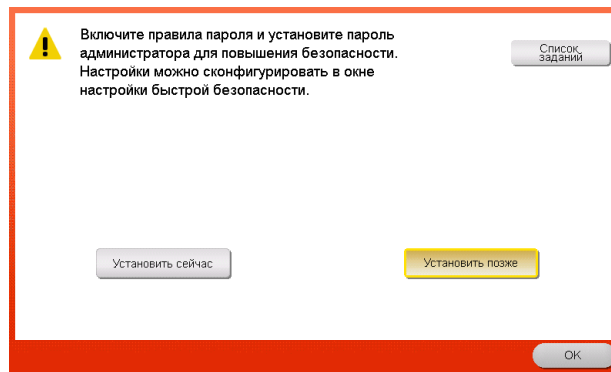 Включите правила пароля и установите пароль
администратора для повышения безопасности.
Настройки можно сконфигурировать в окне
настройки быстрой безопасности.
Список
заданий
Установить сейчас
Установить позже
OK